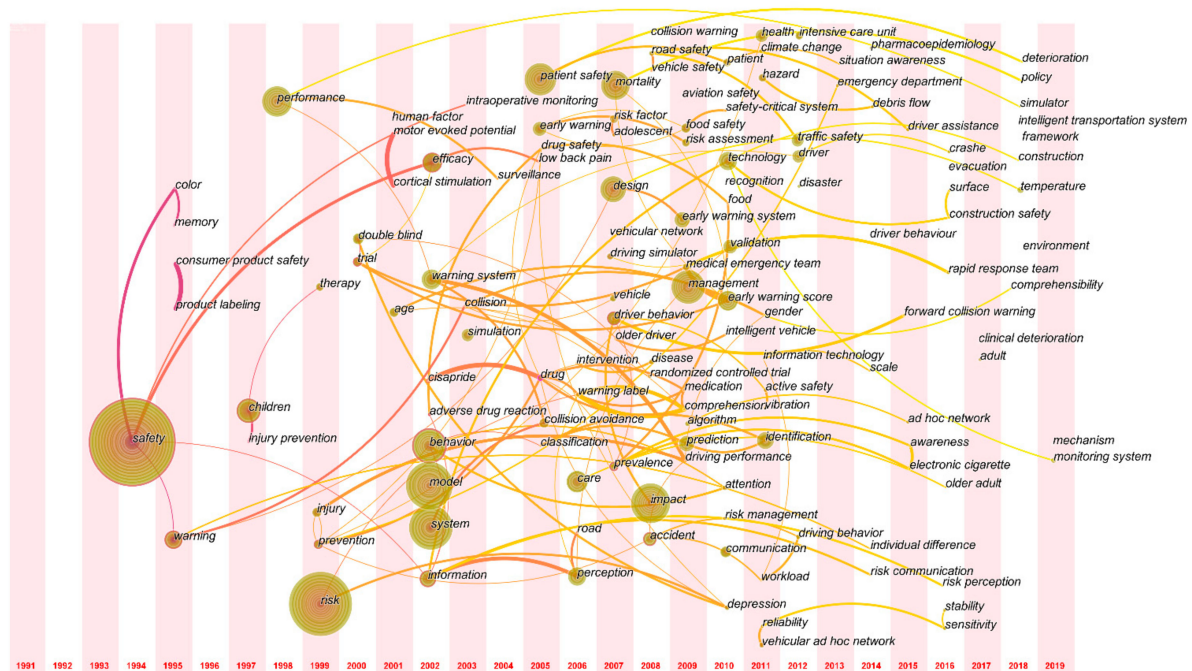 collision warning
health
intensive care unit
road safety
climate change
pharmacoepidemiology
patient
situation awareness
deterioration
vehicle safety
patient safety
mortality
hazard
emergency department
policy
performance
intraoperative monitoring
aviation safety
safety-critical system
debris flow
simulator
human factor
risk factor
intelligent transportation system
motor evoked potential
early warning
adolescent
food safety
driver assistance
framework
risk assessment
traffic safety
drug safety
crashe
efficacy
low back pain
technology
driver
construction
evacuation
surveillance
color
cortical stimulation
design
recognition
disaster
surface
temperature
food
memory
early warning system
construction safety
double blind
vehicular network
driver behaviour
validation
environment
consumer product safety
trial
driving simulator
medical emergency team
rapid response team
warning system
therapy
management
comprehensibility
product labeling
collision
vehicle
early warning score
age
gender
forward collision warning
driver behavior
simulation
older driver
intelligent vehicle
clinical deterioration
information technology
adult
intervention
disease
scale
cisapride
drug
randomized controlled trial
warning label
medication
active safety
children
comprehension
vibration
adverse drug reaction
collision avoidance
algorithm
ad hoc network
injury prevention
safety
behavior
classification
prediction
identification
awareness
mechanism
driving performance
monitoring system
prevalence
electronic cigarette
model
care
attention
older adult
impact
injury
risk management
system
road
driving behavior
warning
prevention
accident
individual difference
communication
information
perception
workload
risk communication
risk perception
risk
depression
stability
reliability
sensitivity
vehicular ad hoc network
1991 1992 1993 1994 1995 1996 1997 1998 1999 2000 2001 2002 2003 2004 2005 2006 2007 2008 2009 2010 2011 2012 2013 2014 2015 2016 2017 2018 2019